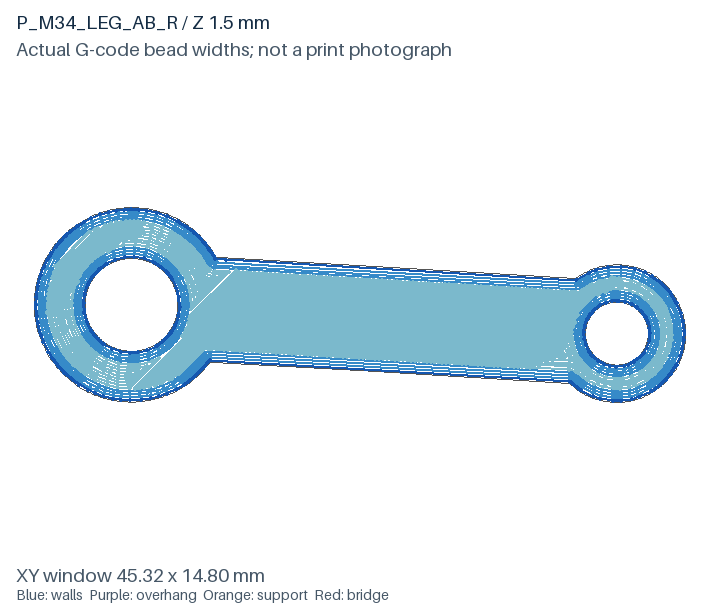 P_M34_LEG_AB_R / Z 1.5 mm
Actual G-code bead widths; not a print photograph
XY window 45.32 x 14.80 mm
Blue: walls  Purple: overhang  Orange: support  Red: bridge